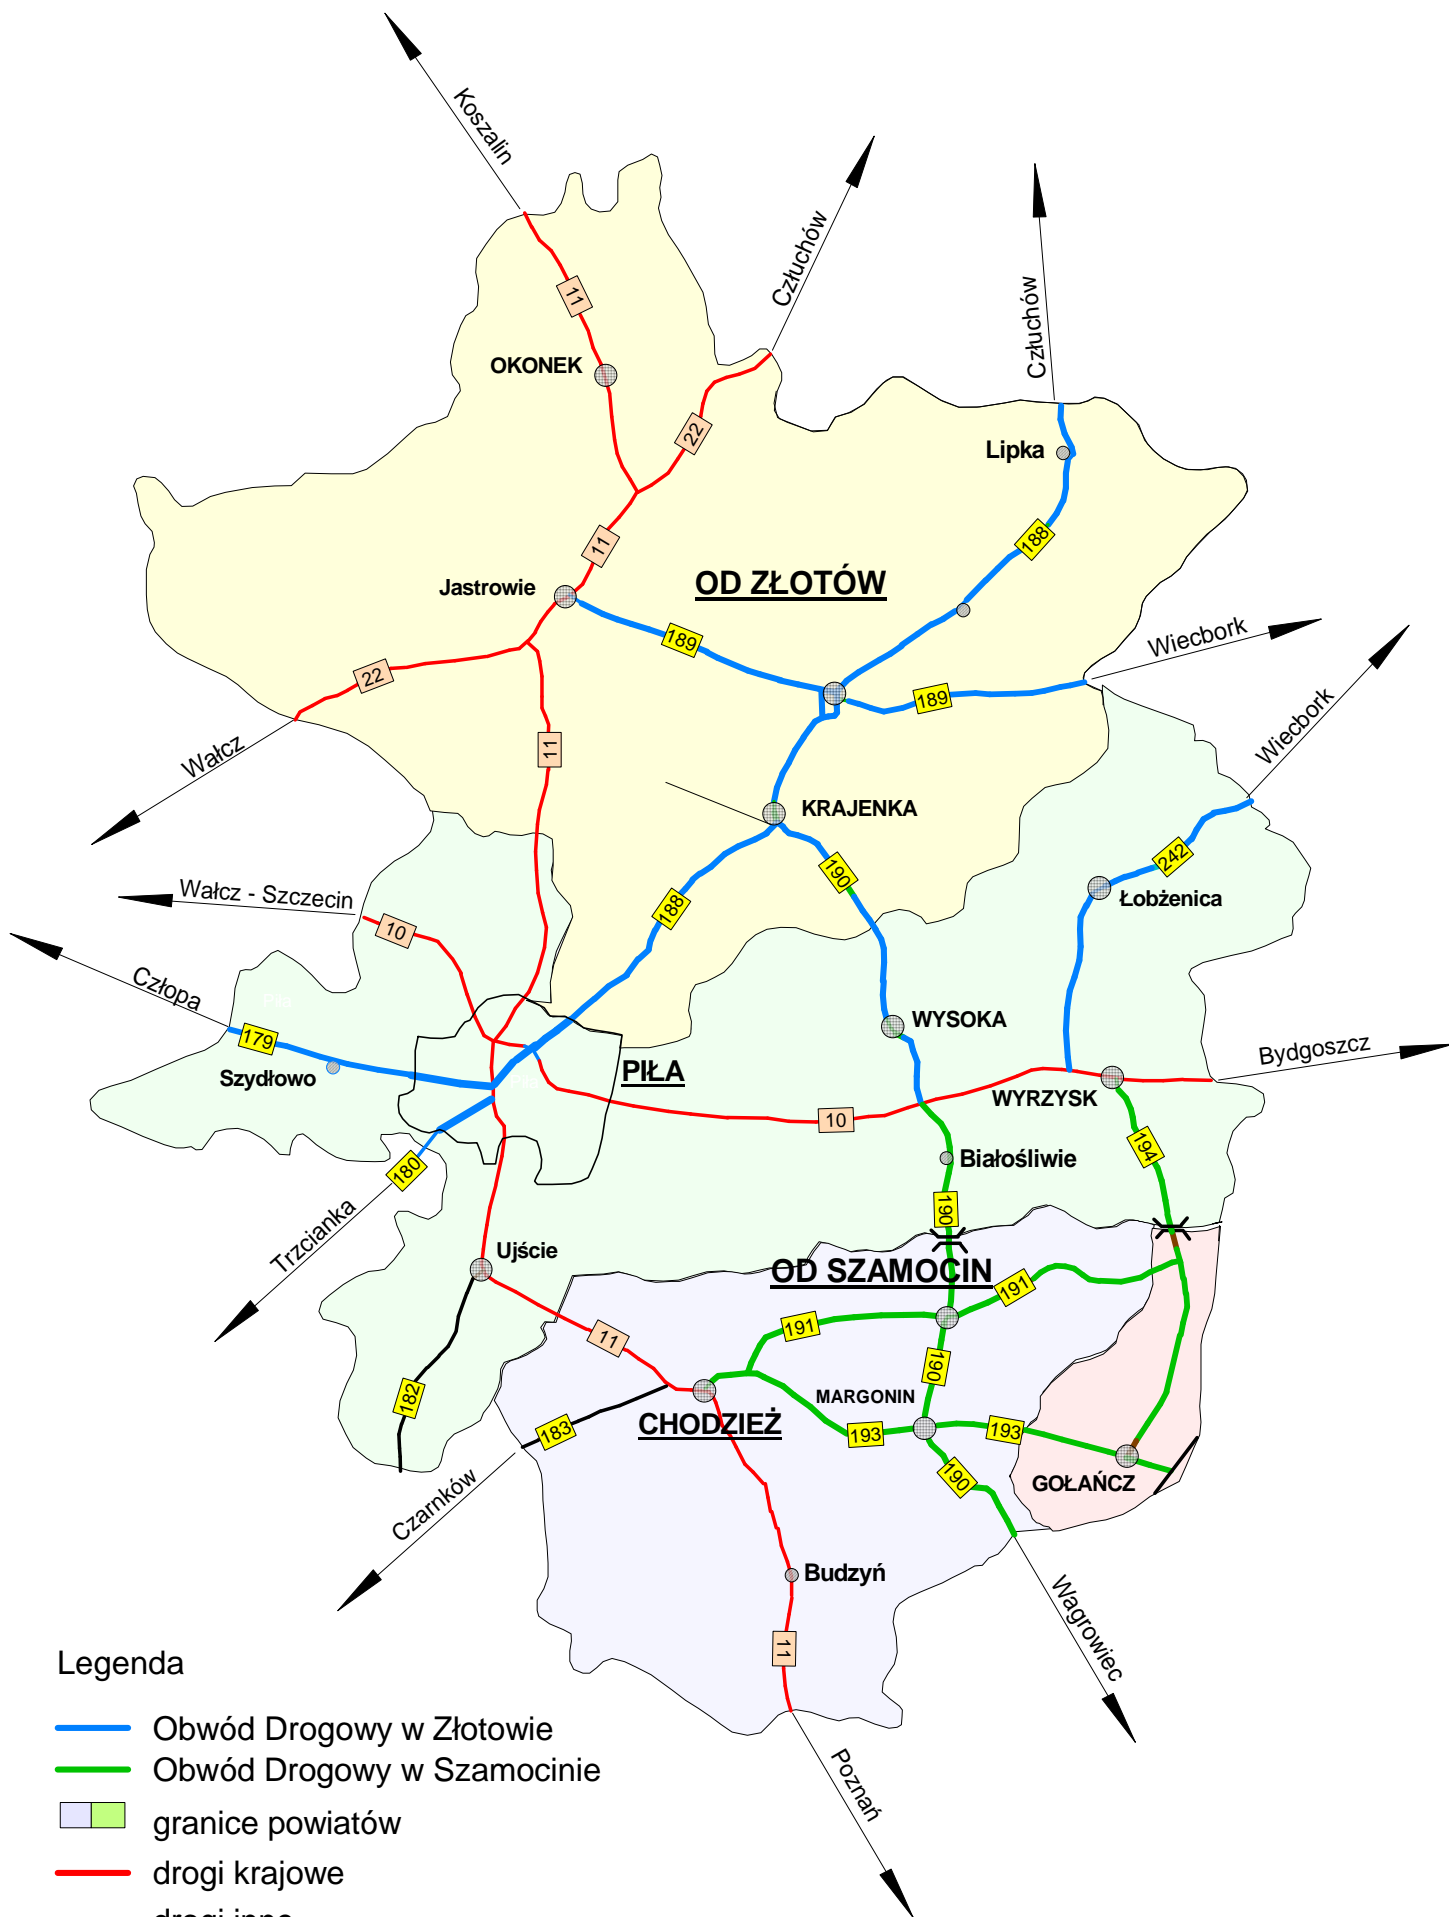 Koszalin
Człuchów
Człuchów
11
OKONEK
22
Lipka
188
11
Jastrowie
OD ZŁOTÓW
189
Wiecbork
22
189
Wiecbork
Wałcz
11
KRAJENKA
190
242
Łobżenica
Wałcz - Szczecin
188
10
Człopa
179
Szydłowo
WYSOKA
Bydgoszcz
PIŁA
WYRZYSK
10
194
Białośliwie
180
190
Trzcianka
Ujście
OD SZAMOCIN
191
191
11
190
182
MARGONIN
183
CHODZIEŻ
193
193
190
GOŁAŃCZ
Czarnków
Budzyń
Wagrowiec
11
Poznań
Legenda
Obwód Drogowy w Złotowie
Obwód Drogowy w Szamocinie
granice powiatów
drogi krajowe
drogi inne